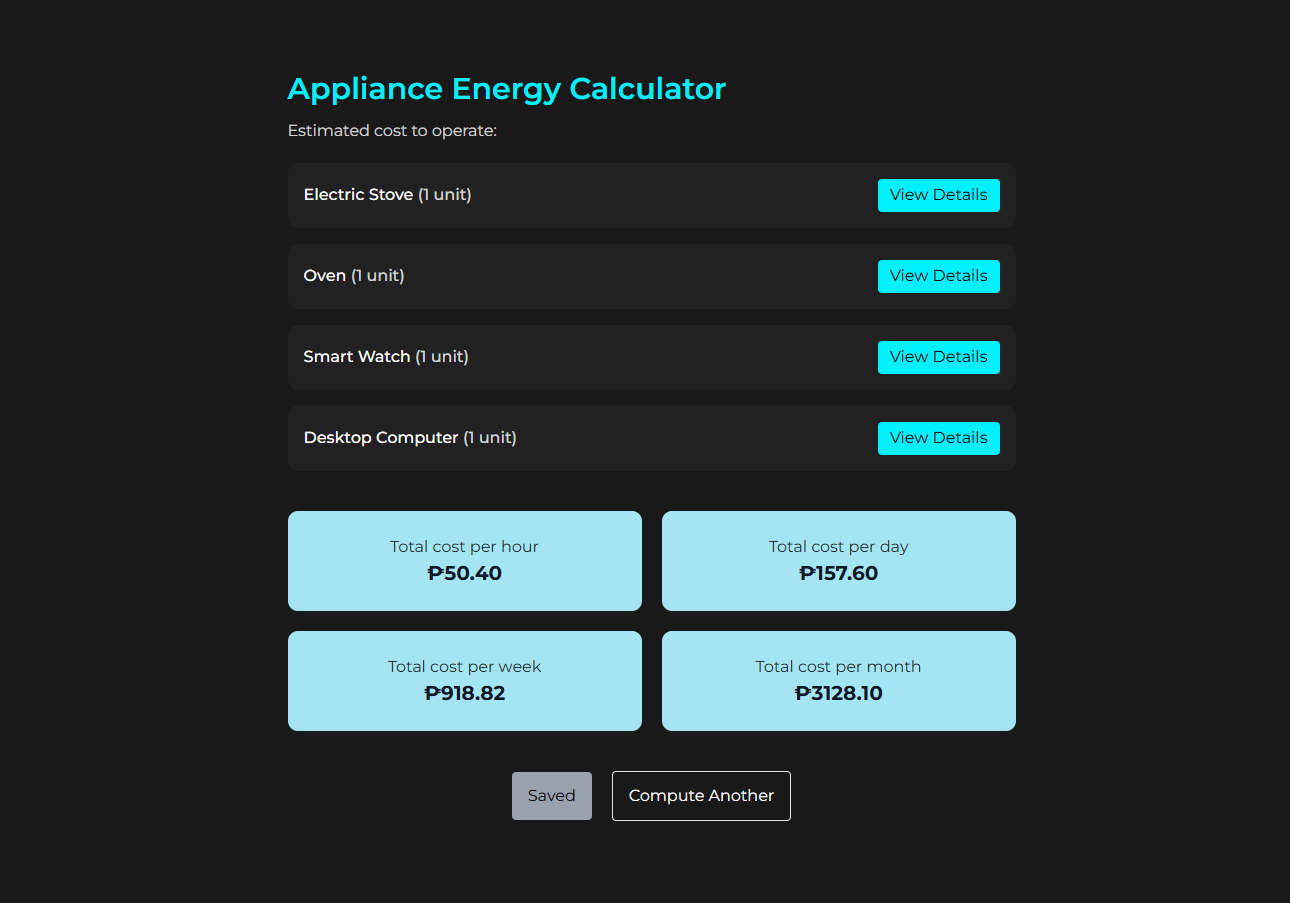 Appliance Energy Calculator
Estimated cost to operate:
Electric Stove (1 unit)
View Details
Oven (1 unit)
View Details
Smart Watch (1 unit)
View Details
Desktop Computer (1 unit)
View Details
Total cost per hour
₱50.40
Total cost per day
₱157.60
Total cost per week
₱918.82
Total cost per month
₱3128.10
Saved
Compute Another